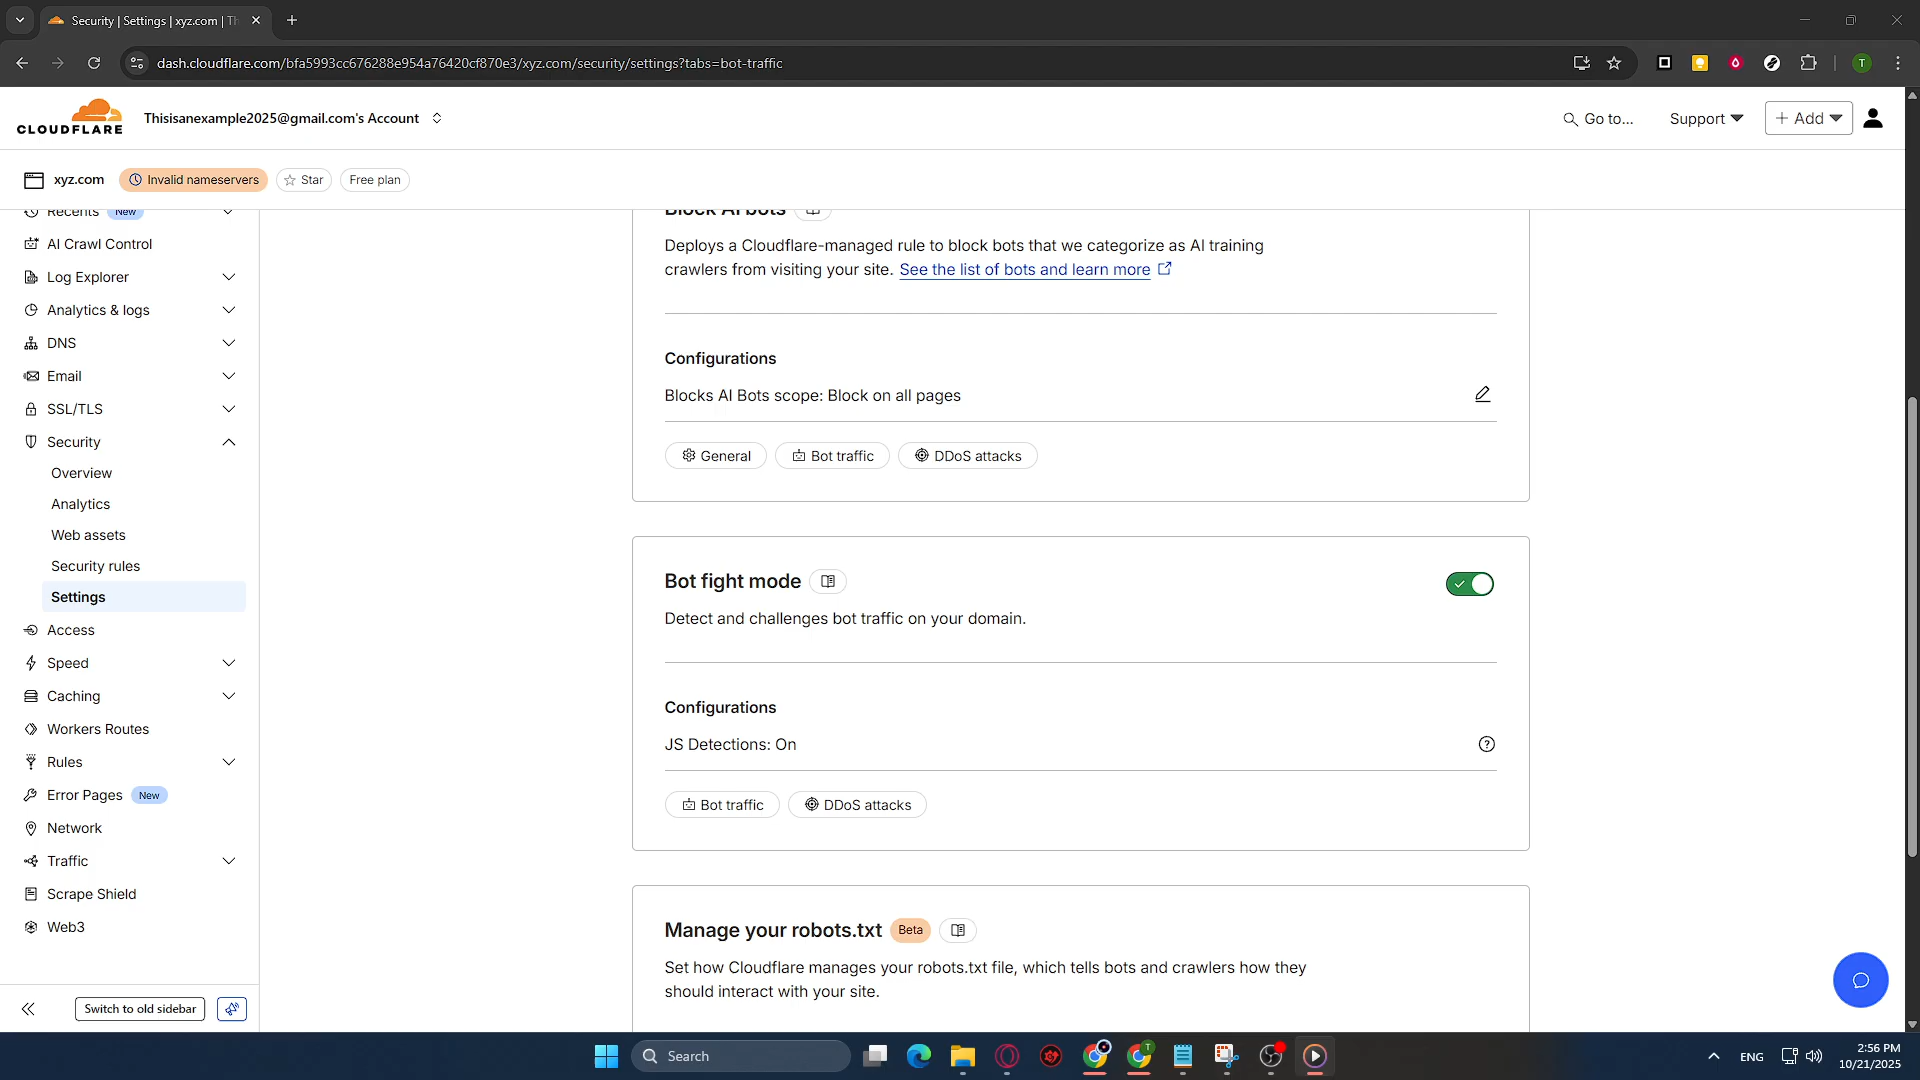 Security | Settings | xyz.com | Th
dash.cloudflare.com/bfa5993cc676288e954a76420cf870e3/xyz.com/security/settings?tabs=bot-traffic
T
CLOUDFLARE
Thisisanexample2025@gmail.com's Account
Go to...
Support
+ Add
xyz.com
Invalid nameservers
Star
Free plan
Recents New
AI Crawl Control
Log Explorer
Analytics & logs
DNS
Email
SSL/TLS
Security
Overview
Analytics
Web assets
Security rules
Settings
Access
Speed
Caching
Workers Routes
Rules
Error Pages New
Network
Traffic
Scrape Shield
Web3
Switch to old sidebar
Block AI bots
Deploys a Cloudflare-managed rule to block bots that we categorize as AI training
crawlers from visiting your site. See the list of bots and learn more
Configurations
Blocks AI Bots scope: Block on all pages
General
Bot traffic
DDoS attacks
Bot fight mode
Detect and challenges bot traffic on your domain.
Configurations
JS Detections: On
Bot traffic
DDoS attacks
Manage your robots.txt Beta
Set how Cloudflare manages your robots.txt file, which tells bots and crawlers how they
should interact with your site.
Search
T
ENG
2:56 PM
10/21/2025